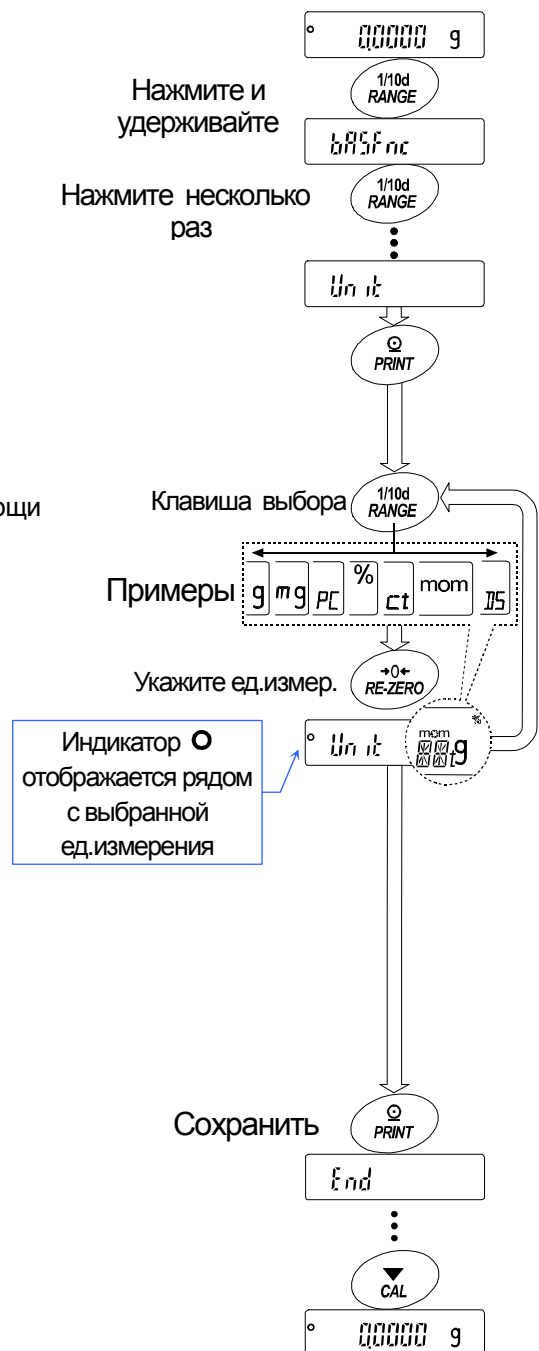 0.0000 g
Нажмите и
удерживайте
1/10d
RANGE
bASFnc
Нажмите несколько
раз
1/10d
RANGE
Unit
PRINT
ощи
Клавиша выбора
1/10d
RANGE
Примеры
g mg PC % ct mom DS
Укажите ед.измер.
→0←
RE-ZERO
Индикатор O
отображается рядом
с выбранной
ед.измерения
Unit
%
mom
tg
Сохранить
PRINT
End
CAL
0.0000 g